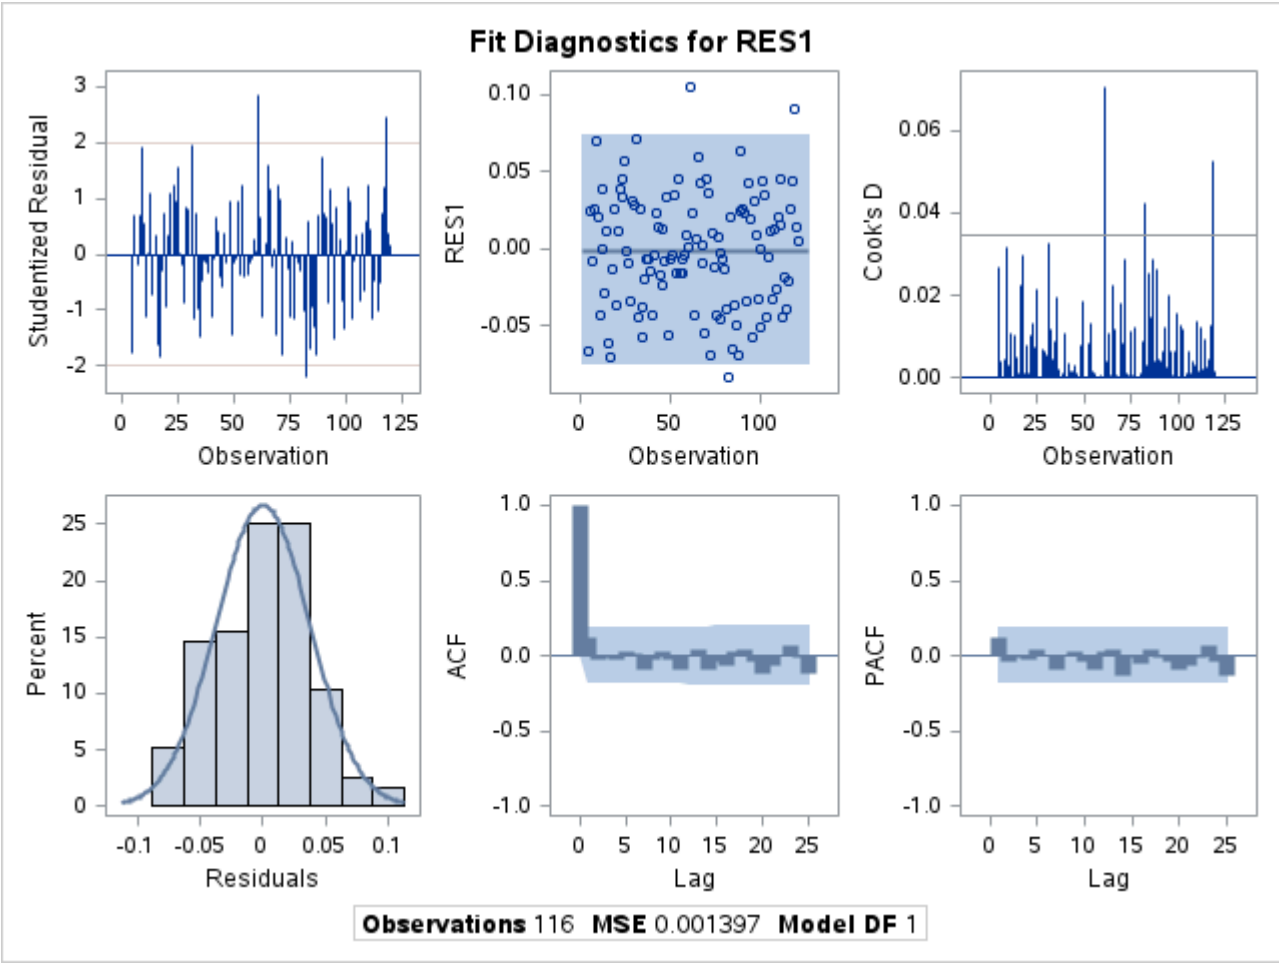 Fit Diagnostics for RES1
Studentized Residual
3
2
1
0
-1
-2
0 25 50 75 100 125
Observation
RES1
0.10
0.05
0.00
-0.05
0 50 100
Observation
Cook's D
0.06
0.04
0.02
0.00
0 25 50 75 100 125
Observation
Percent
25
20
15
10
5
0
-0.1 -0.05 0 0.05 0.1
Residuals
ACF
1.0
0.5
0.0
-0.5
-1.0
0 5 10 15 20 25
Lag
PACF
1.0
0.5
0.0
-0.5
-1.0
0 5 10 15 20 25
Lag
Observations 116 MSE 0.001397 Model DF 1